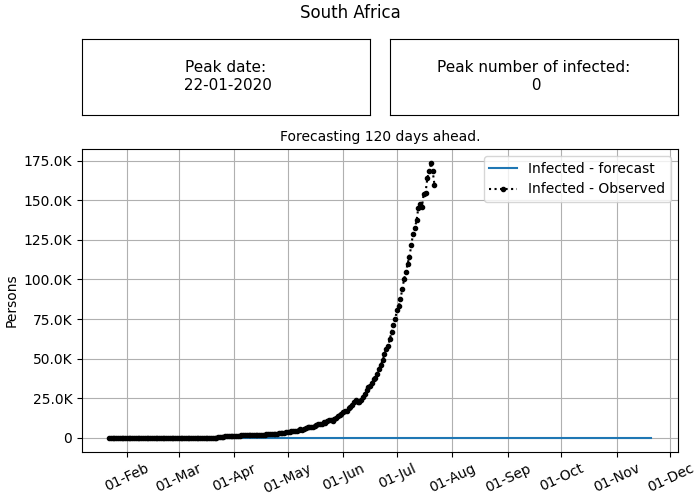 South Africa
Peak date:
22-01-2020
Peak number of infected:
0
Forecasting 120 days ahead.
Infected - forecast
Infected - Observed
Persons
175.0K
150.0K
125.0K
100.0K
75.0K
50.0K
25.0K
0
01-Feb
01-Mar
01-Apr
01-May
01-Jun
01-Jul
01-Aug
01-Sep
01-Oct
01-Nov
01-Dec